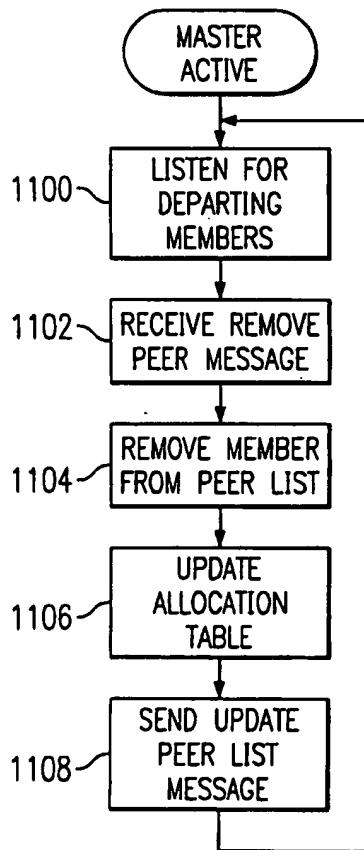 MASTER
ACTIVE
1100
LISTEN FOR
DEPARTING
MEMBERS
1102
RECEIVE REMOVE
PEER MESSAGE
1104
REMOVE MEMBER
FROM PEER LIST
1106
UPDATE
ALLOCATION
TABLE
1108
SEND UPDATE
PEER LIST
MESSAGE